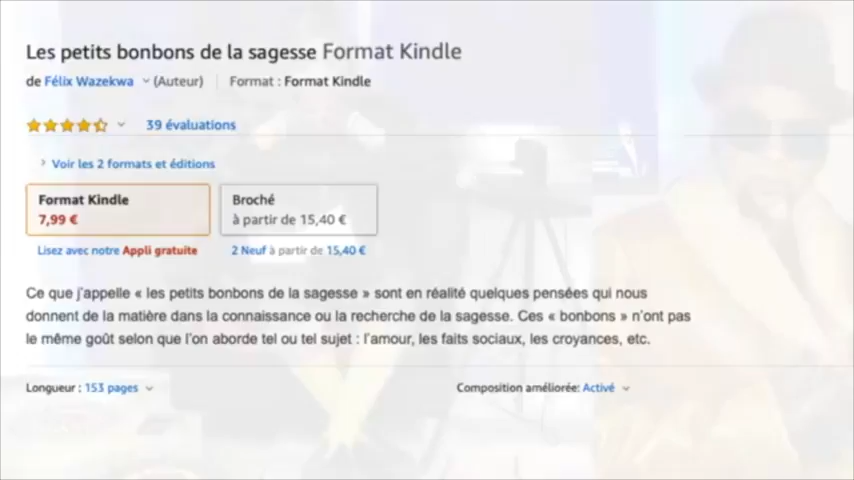 Les petits bonbons de la sagesse Format Kindle
de Félix Wazekwa (Auteur) Format : Format Kindle
39 évaluations
Voir les 2 formats et éditions
Format Kindle Broché
7,99 € à partir de 15,40 €
Lisez avec notre Appli gratuite 2 Neuf à partir de 15,40 €
Ce que j'appelle « les petits bonbons de la sagesse » sont en réalité quelques pensées qui nous
donnent de la matière dans la connaissance ou la recherche de la sagesse. Ces « bonbons » n'ont pas
le même goût selon que l'on aborde tel ou tel sujet : l'amour, les faits sociaux, les croyances, etc.
Longueur : 153 pages Composition améliorée: Activé